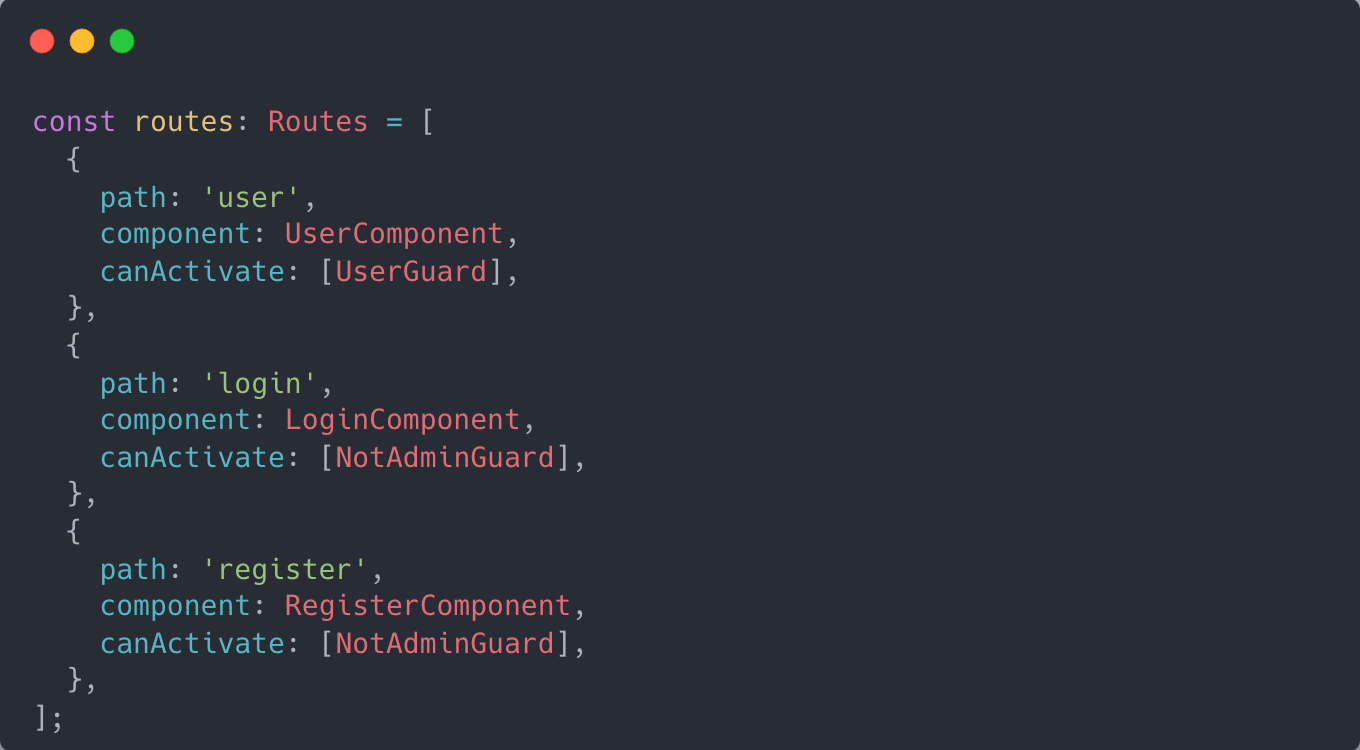 const routes: Routes = [
  {
    path: 'user',
    component: UserComponent,
    canActivate: [UserGuard],
  },
  {
    path: 'login',
    component: LoginComponent,
    canActivate: [NotAdminGuard],
  },
  {
    path: 'register',
    component: RegisterComponent,
    canActivate: [NotAdminGuard],
  },
];